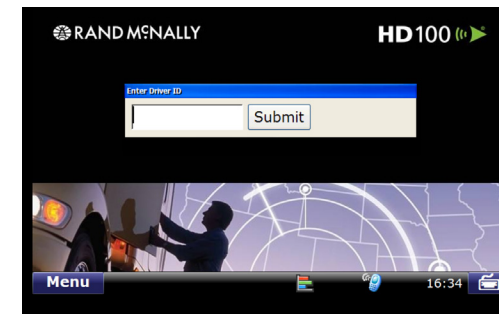 RAND MᶜNALLY
HD100
Enter Driver ID
Submit
Menu
16:34